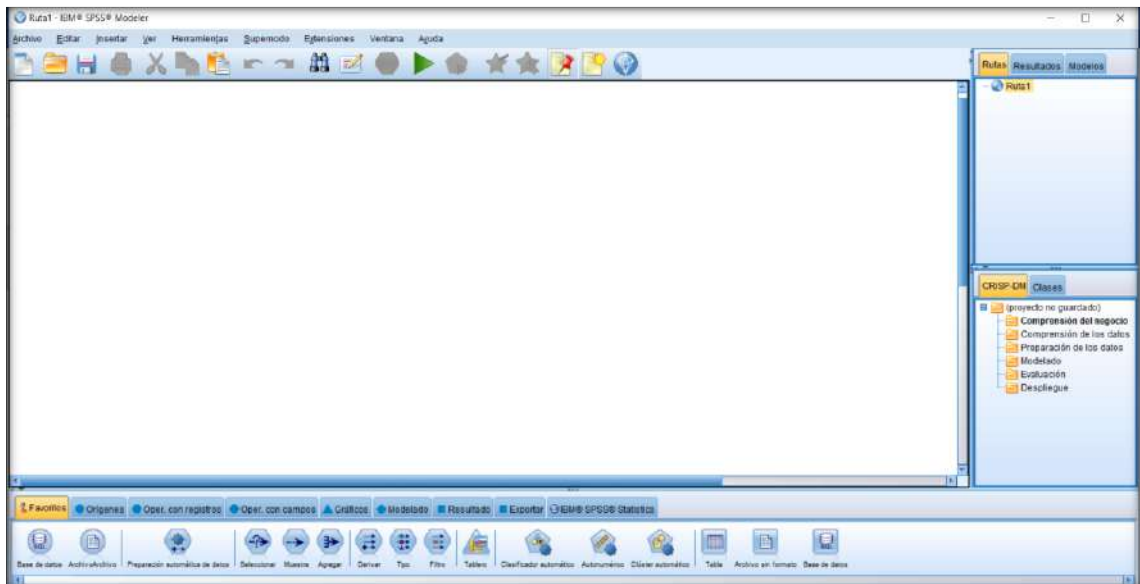 Ruta1 - IBM® SPSS® Modeler
Archivo Editar Insertar Ver Herramientas Supernodo Extensiones Ventana Ayuda
Rutas Resultados Modelos
Ruta1
CRISP-DM Clases
(proyecto no guardado)
Comprensión del negocio
Comprensión de los datos
Preparación de los datos
Modelado
Evaluación
Despliegue
Favoritos Orígenes Oper. con registros Oper. con campos Gráficos Modelado Resultado Exportar IBM® SPSS® Statistics
Base de datos ArchivoArchivo Preparación automática de datos Seleccionar Muestra Agregar Derivar Tipo Filtro Tablero Clasificador automático Autonumérico Clúster automático Table Archivo sin formato Base de datos